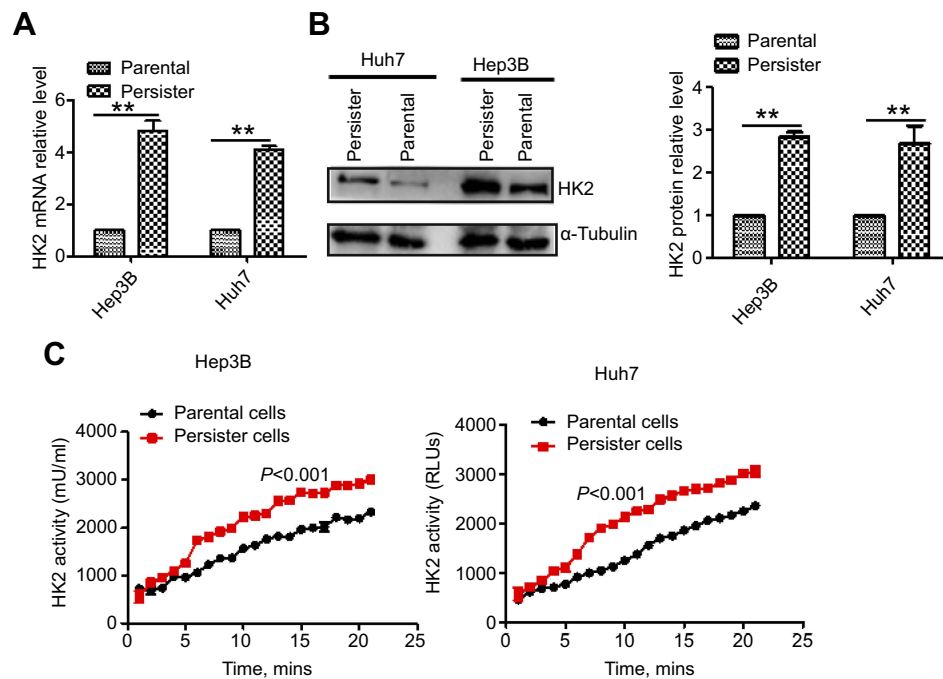 A
Parental
Persister
HK2 mRNA relative level
8
6
4
2
0
**
**
Hep3B
Huh7
B
Huh7
Hep3B
Persister
Parental
Persister
Parental
HK2
α-Tubulin
Parental
Persister
HK2 protein relative level
4
3
2
1
0
**
**
Hep3B
Huh7
C
Hep3B
Parental cells
Persister cells
HK2 activity (mU/ml)
4000
3000
2000
1000
0
P<0.001
0 5 10 15 20 25
Time, mins
Huh7
Parental cells
Persister cells
HK2 activity (RLUs)
4000
3000
2000
1000
0
P<0.001
0 5 10 15 20 25
Time, mins